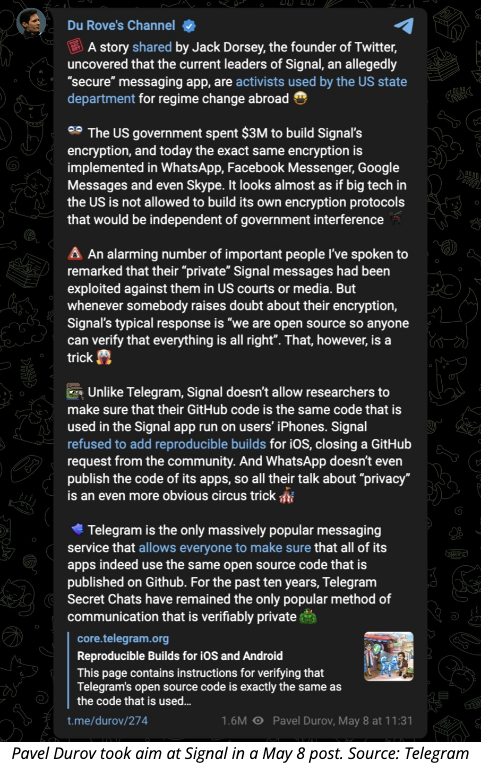 Du Rove's Channel
A story shared by Jack Dorsey, the founder of Twitter,
uncovered that the current leaders of Signal, an allegedly
“secure” messaging app, are activists used by the US state
department for regime change abroad
The US government spent $3M to build Signal's
encryption, and today the exact same encryption is
implemented in WhatsApp, Facebook Messenger, Google
Messages and even Skype. It looks almost as if big tech in
the US is not allowed to build its own encryption protocols
that would be independent of government interference
An alarming number of important people I've spoken to
remarked that their “private” Signal messages had been
exploited against them in US courts or media. But
whenever somebody raises doubt about their encryption,
Signal's typical response is “we are open source so anyone
can verify that everything is all right”. That, however, is a
trick
Unlike Telegram, Signal doesn't allow researchers to
make sure that their GitHub code is the same code that is
used in the Signal app run on users' iPhones. Signal
refused to add reproducible builds for iOS, closing a GitHub
request from the community. And WhatsApp doesn't even
publish the code of its apps, so all their talk about “privacy”
is an even more obvious circus trick
Telegram is the only massively popular messaging
service that allows everyone to make sure that all of its
apps indeed use the same open source code that is
published on Github. For the past ten years, Telegram
Secret Chats have remained the only popular method of
communication that is verifiably private
core.telegram.org
Reproducible Builds for iOS and Android
This page contains instructions for verifying that
Telegram's open source code is exactly the same as
the code that is used...
t.me/durov/274 1.6M Pavel Durov, May 8 at 11:31
Pavel Durov took aim at Signal in a May 8 post. Source: Telegram